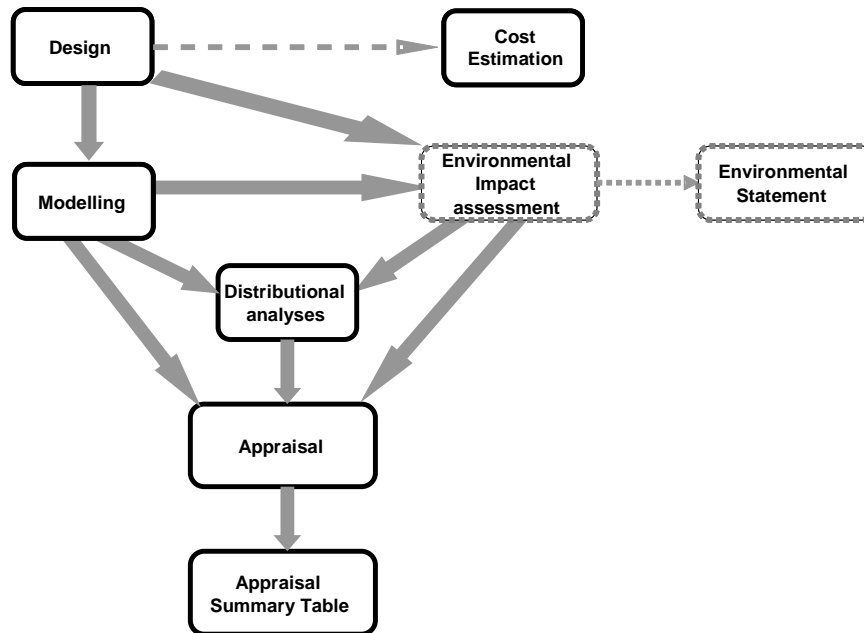 Design
Cost
Estimation
Environmental
Impact
assessment
Environmental
Statement
Modelling
Distributional
analyses
Appraisal
Appraisal
Summary Table